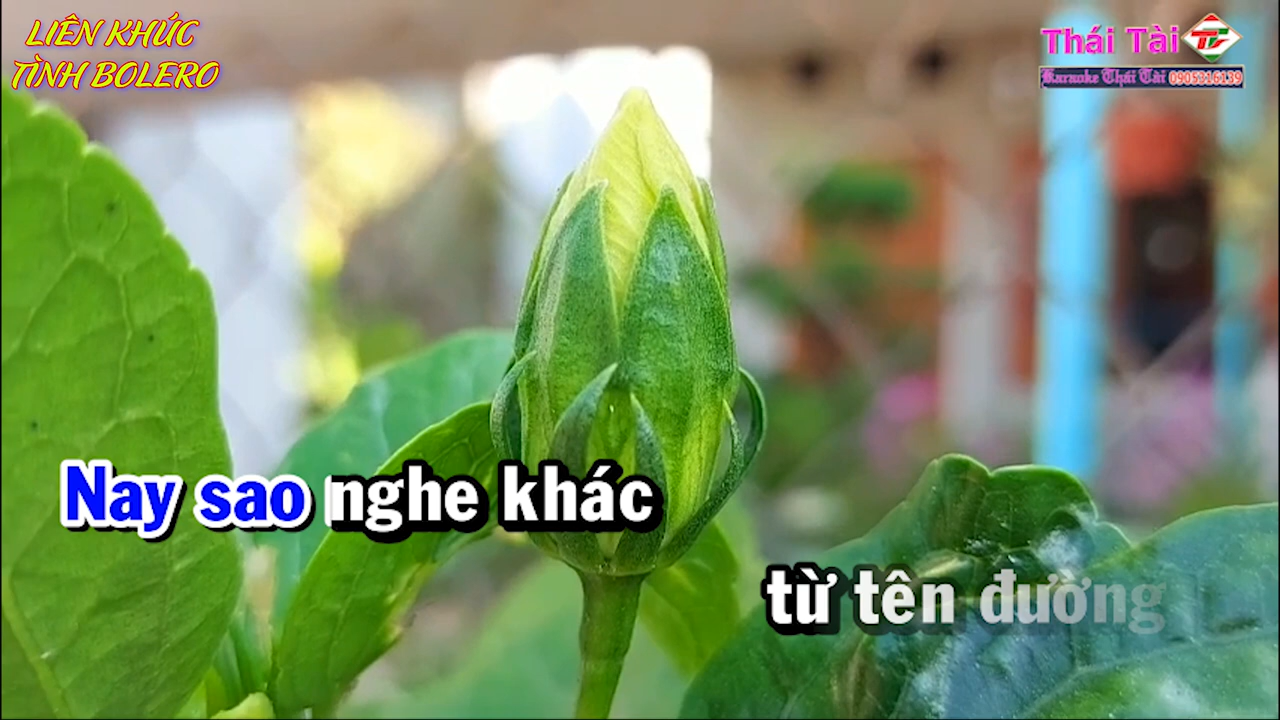 LIÊN KHÚC
TÌNH BOLERO
Thái Tài
Karaoke Thái Tài 0905316139
Nay sao nghe khác
từ tên đường